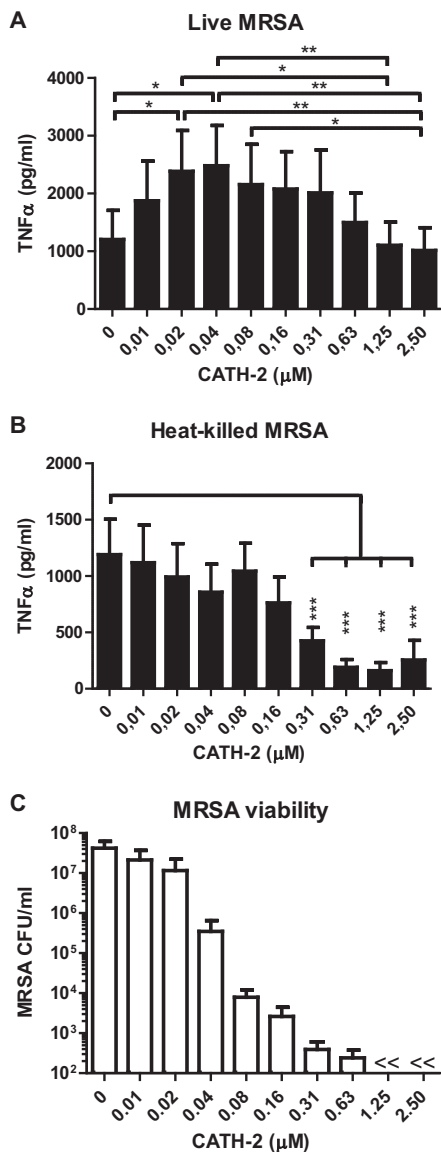 A
Live MRSA
**
*
* **
* **
*
4000
3000
2000
1000
0
TNFα (pg/ml)
0 0,01 0,02 0,04 0,08 0,16 0,31 0,63 1,25 2,50
CATH-2 (μM)
B
Heat-killed MRSA
2000
1500
1000
500
0
TNFα (pg/ml)
*** *** *** ***
0 0,01 0,02 0,04 0,08 0,16 0,31 0,63 1,25 2,50
CATH-2 (μM)
C
MRSA viability
10⁸
10⁷
10⁶
10⁵
10⁴
10³
10²
MRSA CFU/ml
<< <<
0 0.01 0.02 0.04 0.08 0.16 0.31 0.63 1.25 2.50
CATH-2 (μM)